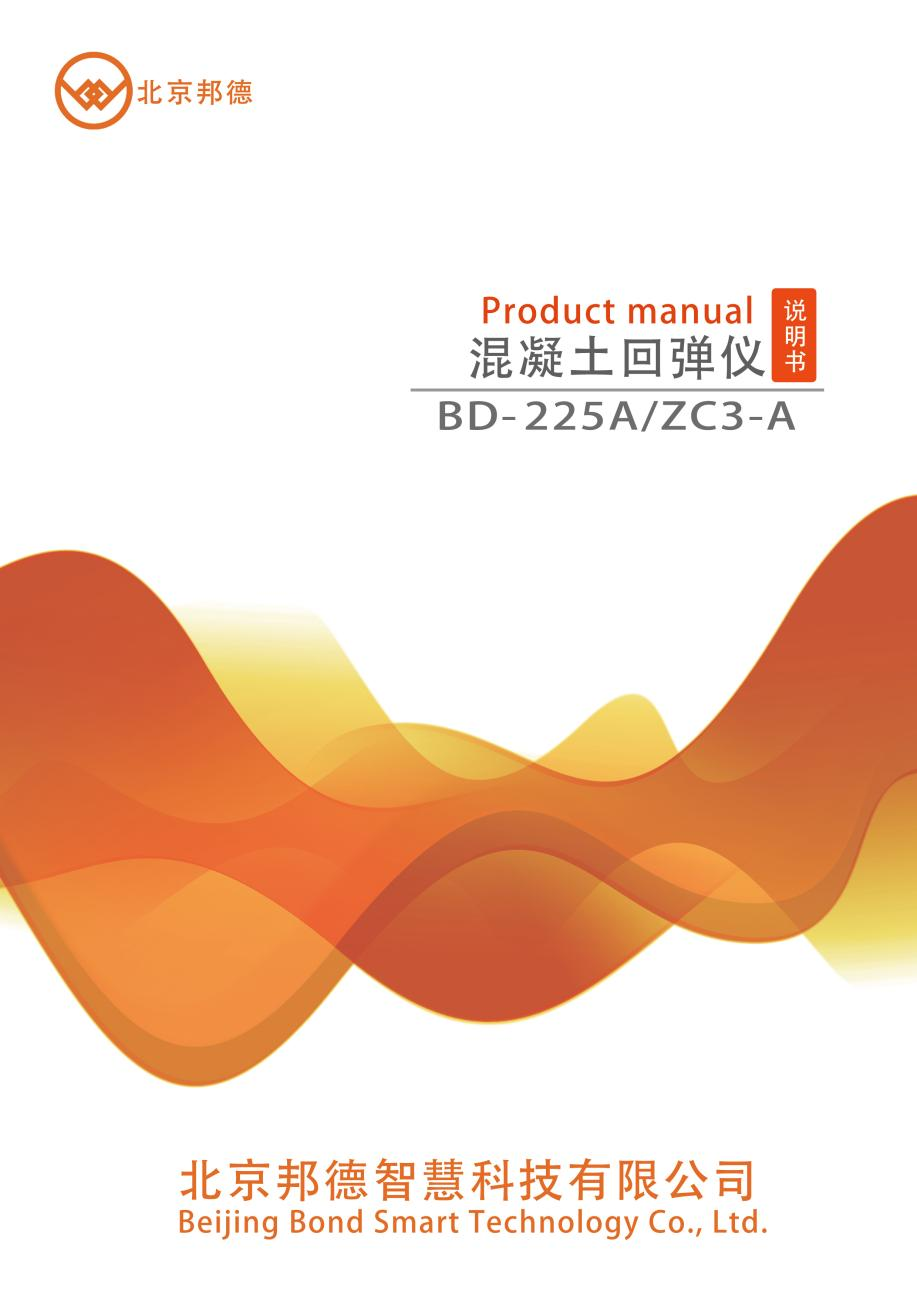 北京邦德
Product manual
混凝土回弹仪
说明书
BD-225A/ZC3-A
北京邦德智慧科技有限公司
Beijing Bond Smart Technology Co., Ltd.